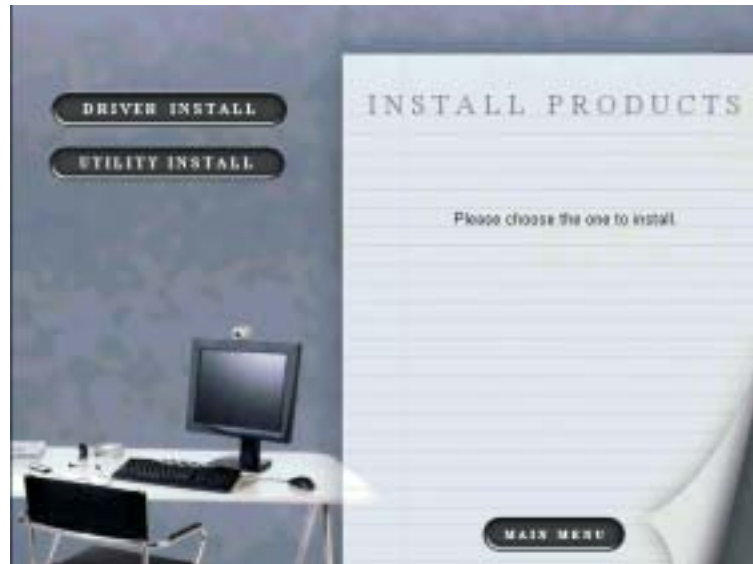 DRIVER INSTALL
UTILITY INSTALL
INSTALL PRODUCTS
Please choose the one to install.
MAIN MENU